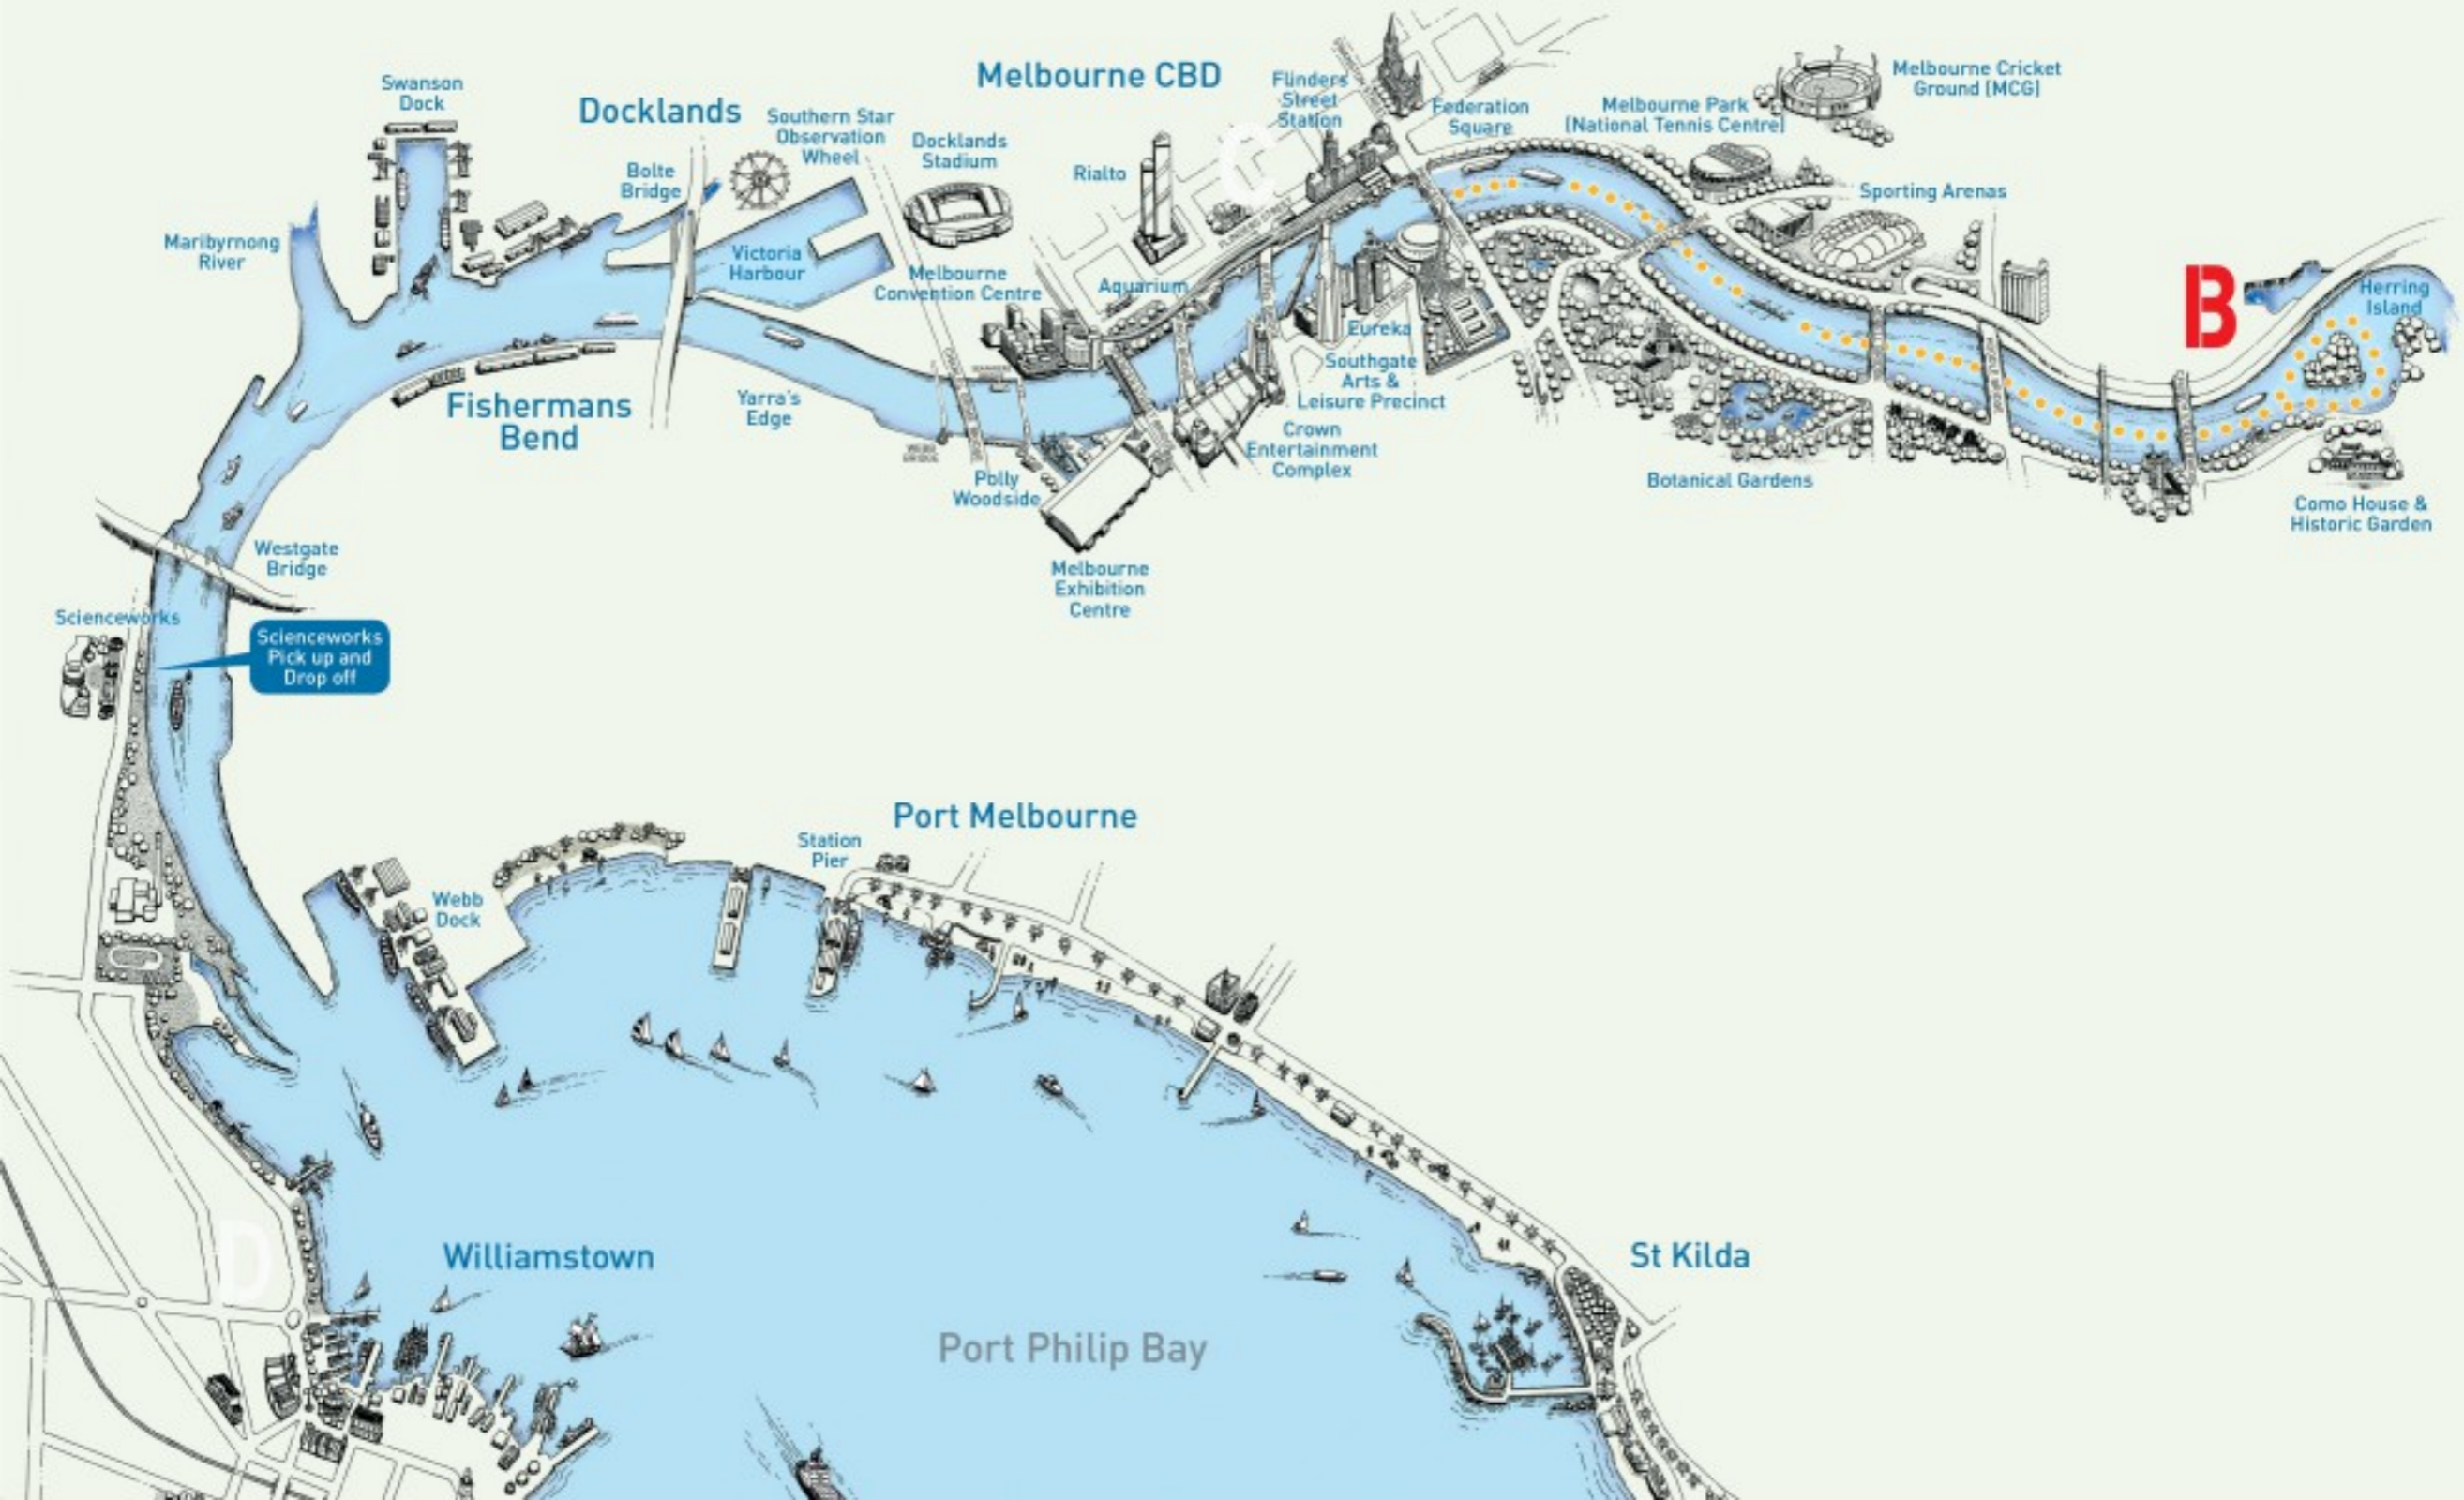 Melbourne CBD
Swanson
Dock
Docklands
Southern Star
Observation
Wheel
Docklands
Stadium
Bolte
Bridge
Rialto
Flinders
Street
Station
Federation
Square
Melbourne Park
(National Tennis Centre)
Melbourne Cricket
Ground (MCG)
Sporting Arenas
C
Maribyrnong
River
Victoria
Harbour
Melbourne
Convention Centre
Aquarium
FLINDERS STREET
B
Herring
Island
Eureka
Southgate
Arts &
Leisure Precinct
Fishermans
Bend
Yarra's
Edge
WEBB
BRIDGE
Crown
Entertainment
Complex
Polly
Woodside
Botanical Gardens
Como House &
Historic Garden
Westgate
Bridge
Melbourne
Exhibition
Centre
Scienceworks
Scienceworks
Pick up and
Drop off
Port Melbourne
Station
Pier
Webb
Dock
D
Williamstown
St Kilda
Port Philip Bay